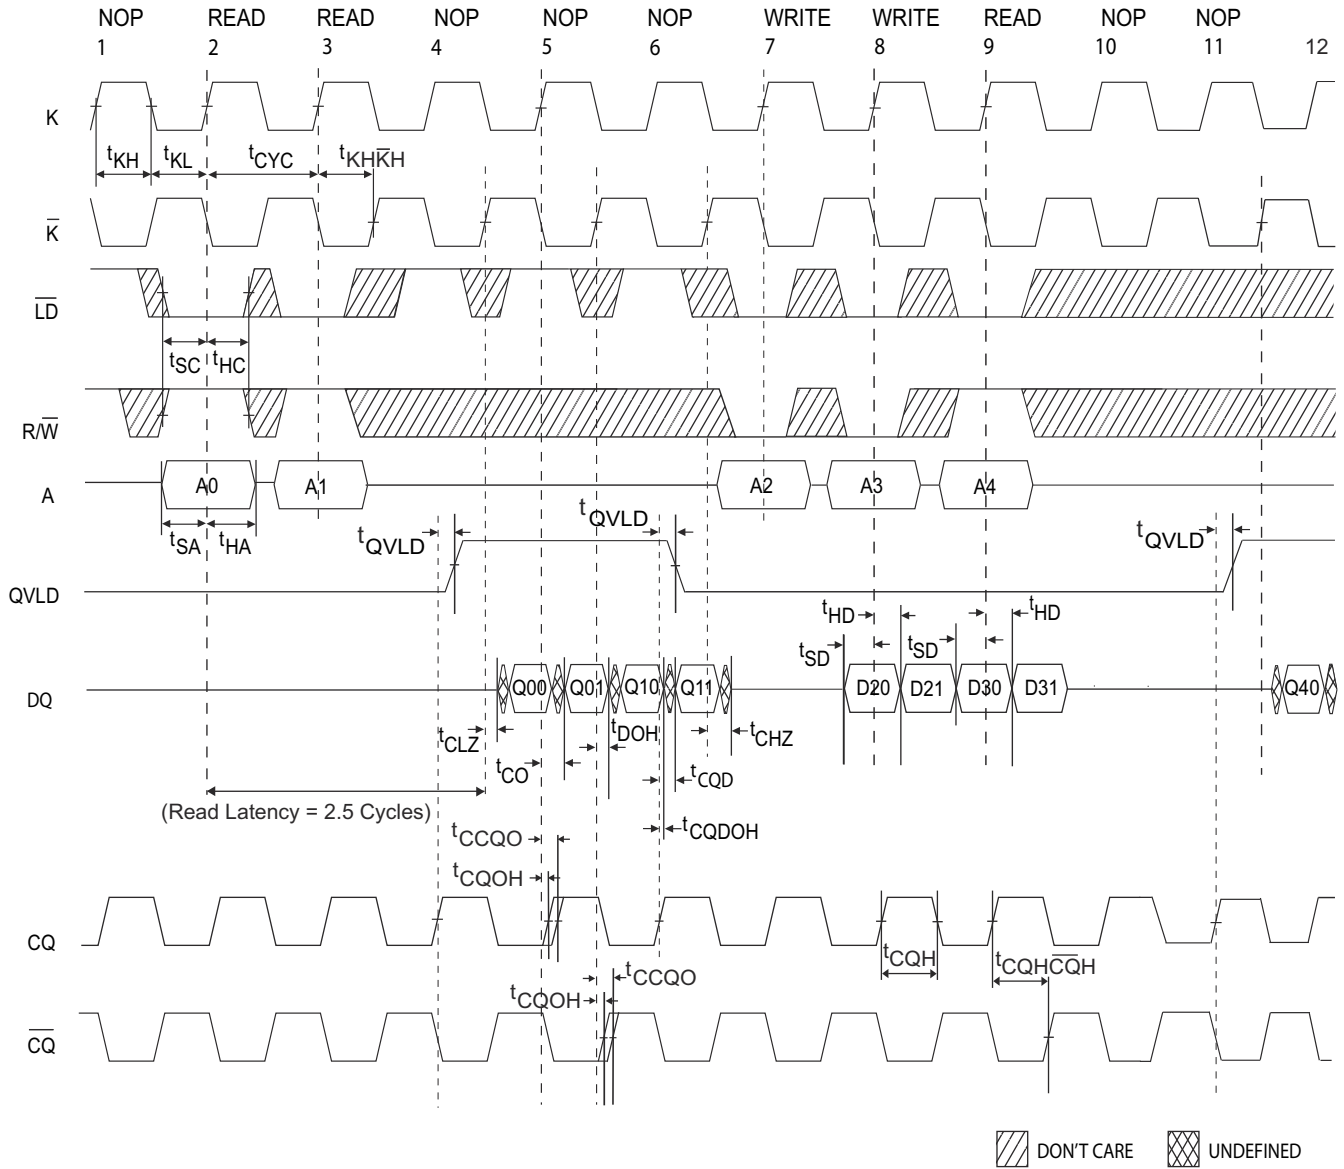 NOP READ READ NOP NOP NOP WRITE WRITE READ NOP NOP
1 2 3 4 5 6 7 8 9 10 11 12
K
tKH tKL tCYC tKHK̅H
K̅
L̅D̅
tSC tHC
R/W̅
A A0 A1 A2 A3 A4
tSA tHA tQVLD tQVLD tQVLD
QVLD
tHD tHD
tSD tSD
DQ Q00 Q01 Q10 Q11 D20 D21 D30 D31 Q40
tCLZ tDOH tCHZ
tCO tCQD
(Read Latency = 2.5 Cycles)
tCQDOH
tCCQO
tCQOH
CQ tCQH tCQHC̅Q̅H
tCCQO
tCQOH
C̅Q̅
DON'T CARE UNDEFINED